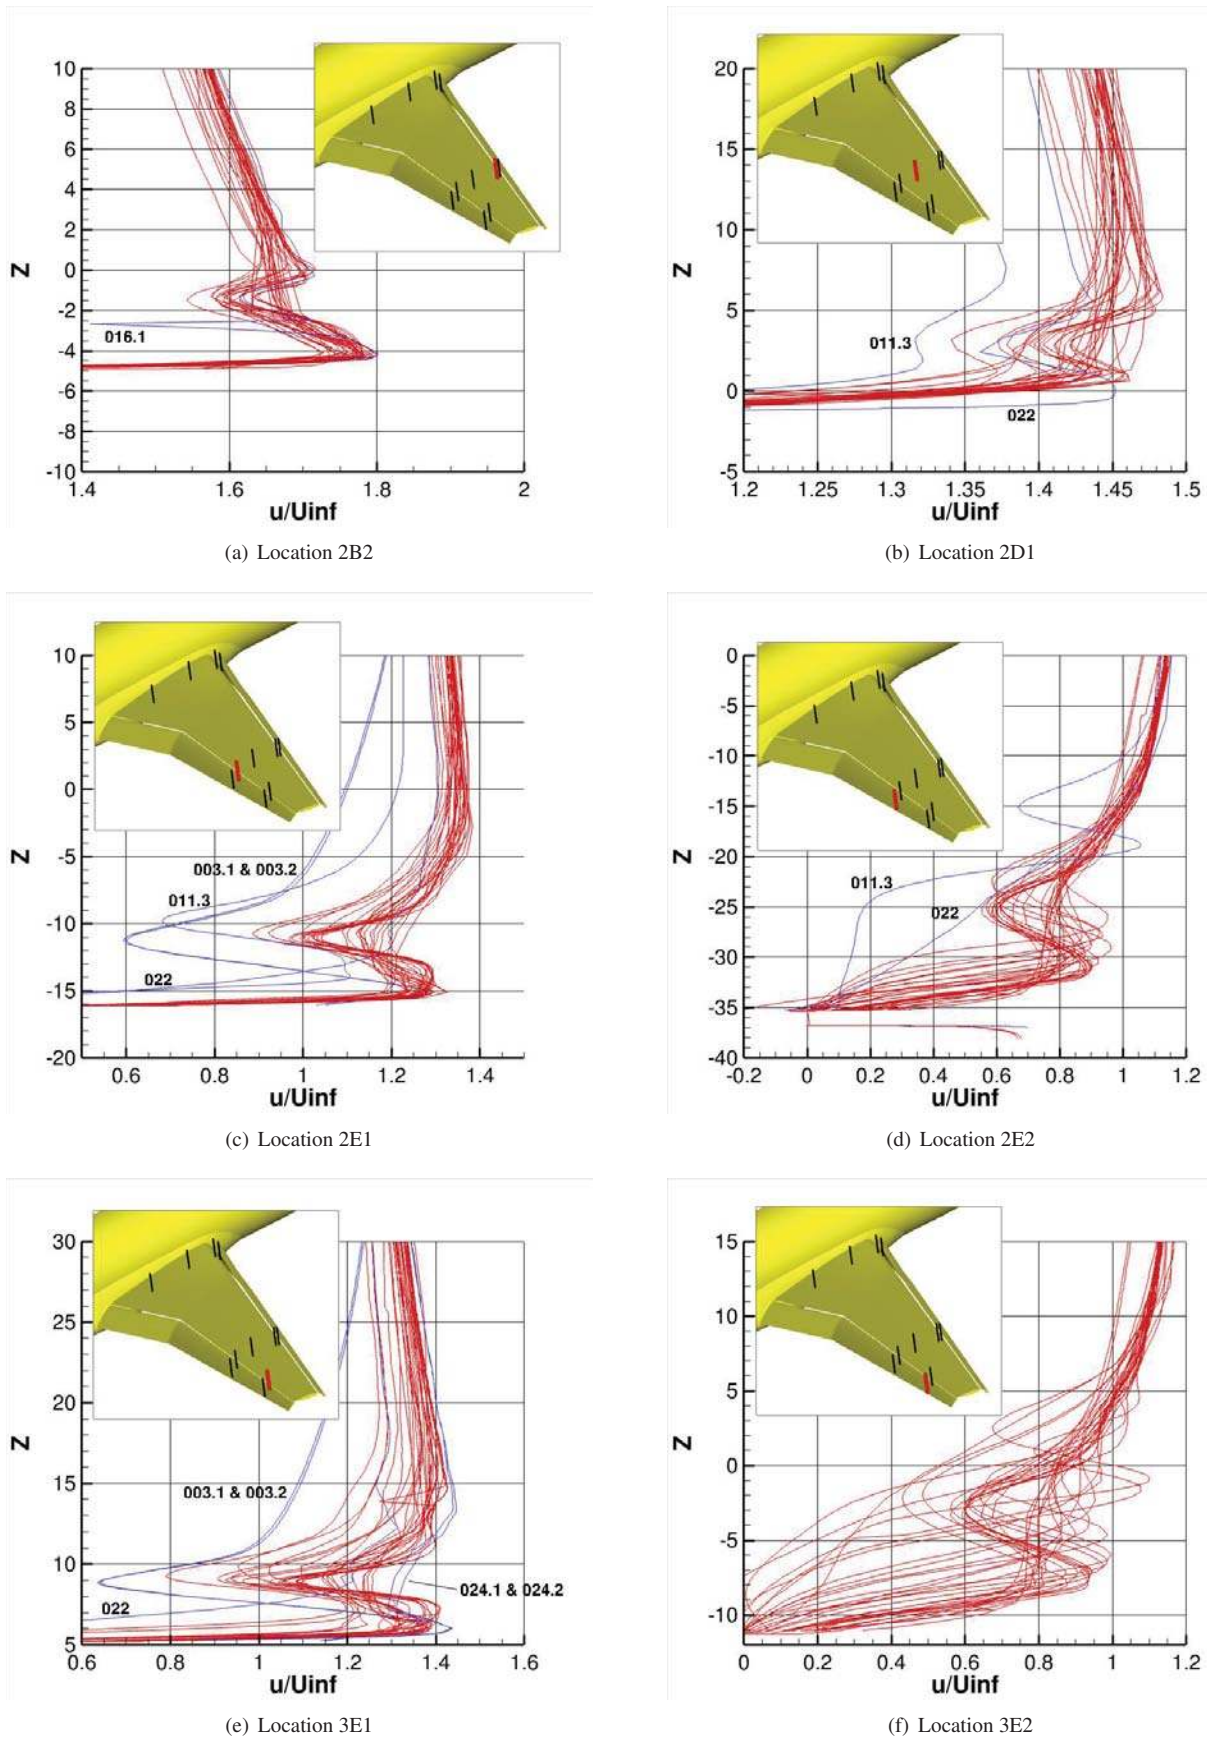 10
8
6
4
2
0
-2
-4
-6
-8
-10
Z
016.1
1.4 1.6 1.8 2
u/Uinf
(a) Location 2B2
20
15
10
5
0
-5
Z
011.3
022
1.2 1.25 1.3 1.35 1.4 1.45 1.5
u/Uinf
(b) Location 2D1
10
5
0
-5
-10
-15
-20
Z
003.1 & 003.2
011.3
022
0.6 0.8 1 1.2 1.4
u/Uinf
(c) Location 2E1
0
-5
-10
-15
-20
-25
-30
-35
-40
Z
011.3
022
-0.2 0 0.2 0.4 0.6 0.8 1 1.2
u/Uinf
(d) Location 2E2
30
25
20
15
10
5
Z
003.1 & 003.2
024.1 & 024.2
022
0.6 0.8 1 1.2 1.4 1.6
u/Uinf
(e) Location 3E1
15
10
5
0
-5
-10
Z
0 0.2 0.4 0.6 0.8 1 1.2
u/Uinf
(f) Location 3E2